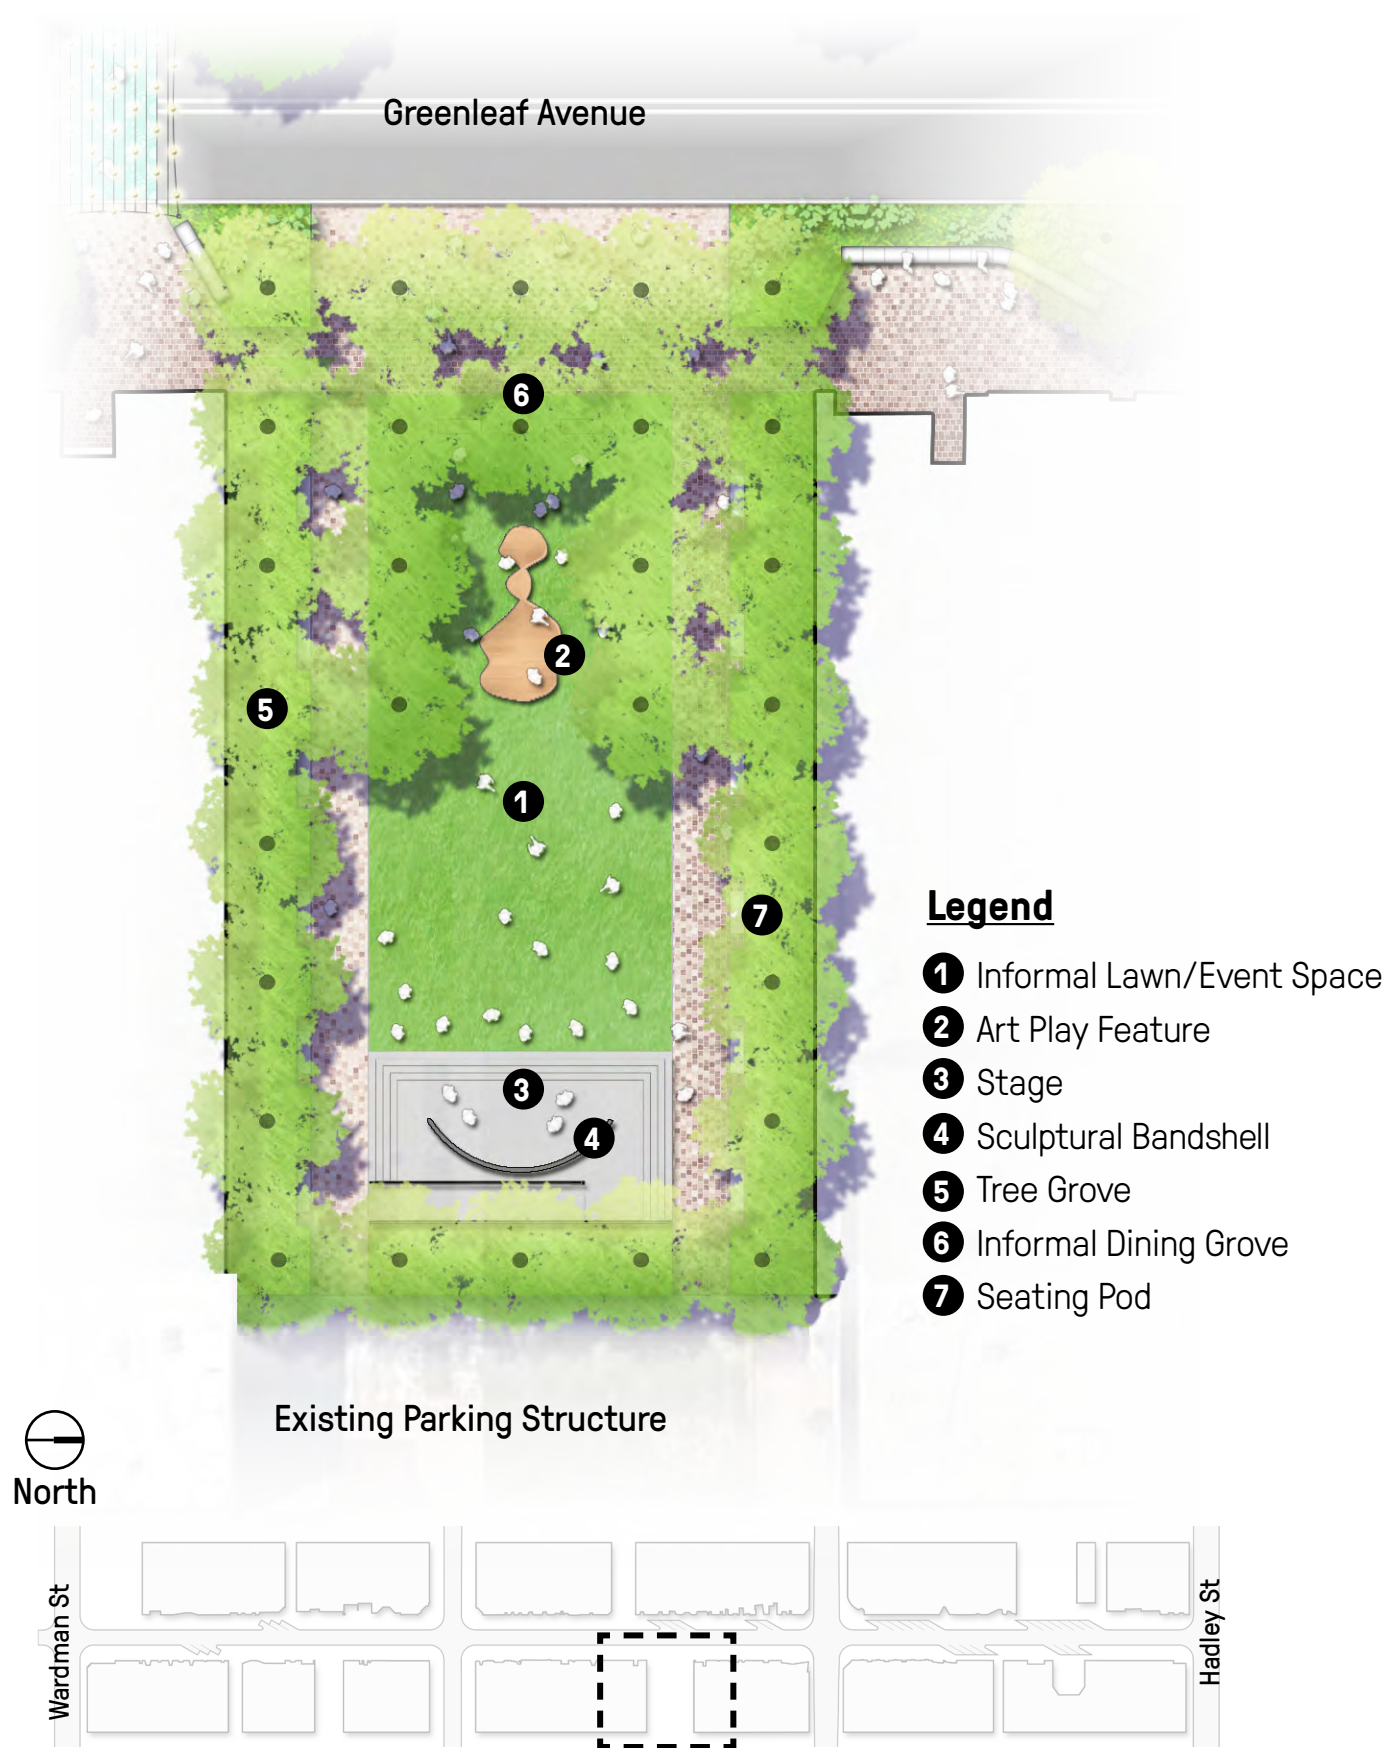 Greenleaf Avenue
6
2
5
1
7
3
4
Legend
1 Informal Lawn/Event Space
2 Art Play Feature
3 Stage
4 Sculptural Bandshell
5 Tree Grove
6 Informal Dining Grove
7 Seating Pod
Existing Parking Structure
North
Wardman St
Hadley St